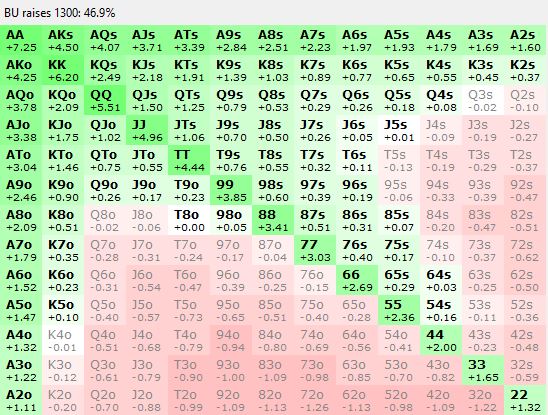 BU raises 1300: 46.9%
AA AKs AQs AJs ATs A9s A8s A7s A6s A5s A4s A3s A2s
+7.25 +4.50 +4.07 +3.71 +3.39 +2.84 +2.51 +2.23 +1.97 +1.93 +1.79 +1.69 +1.60
AKo KK KQs KJs KTs K9s K8s K7s K6s K5s K4s K3s K2s
+4.25 +6.20 +2.49 +2.18 +1.91 +1.39 +1.03 +0.89 +0.77 +0.65 +0.55 +0.45 +0.37
AQo KQo QQ QJs QTs Q9s Q8s Q7s Q6s Q5s Q4s Q3s Q2s
+3.78 +2.09 +5.51 +1.50 +1.25 +0.79 +0.53 +0.29 +0.26 +0.18 +0.08 -0.02 -0.10
AJo KJo QJo JJ JTs J9s J8s J7s J6s J5s J4s J3s J2s
+3.38 +1.75 +1.02 +4.96 +1.06 +0.70 +0.50 +0.26 +0.05 +0.01 -0.09 -0.19 -0.27
ATo KTo QTo JTo TT T9s T8s T7s T6s T5s T4s T3s T2s
+3.04 +1.46 +0.75 +0.55 +4.44 +0.76 +0.55 +0.32 +0.11 -0.13 -0.19 -0.29 -0.37
A9o K9o Q9o J9o T9o 99 98s 97s 96s 95s 94s 93s 92s
+2.46 +0.90 +0.26 +0.17 +0.23 +3.85 +0.60 +0.39 +0.16 -0.06 -0.33 -0.39 -0.47
A8o K8o Q8o J8o T8o 98o 88 87s 86s 85s 84s 83s 82s
+2.09 +0.51 -0.02 -0.06 +0.00 +0.05 +3.41 +0.51 +0.31 +0.07 -0.20 -0.47 -0.51
A7o K7o Q7o J7o T7o 97o 87o 77 76s 75s 74s 73s 72s
+1.79 +0.35 -0.28 -0.31 -0.24 -0.17 -0.04 +3.03 +0.40 +0.17 -0.10 -0.37 -0.62
A6o K6o Q6o J6o T6o 96o 86o 76o 66 65s 64s 63s 62s
+1.52 +0.23 -0.31 -0.54 -0.47 -0.39 -0.25 -0.15 +2.69 +0.29 +0.03 -0.25 -0.50
A5o K5o Q5o J5o T5o 95o 85o 75o 65o 55 54s 53s 52s
+1.47 +0.10 -0.40 -0.57 -0.73 -0.65 -0.51 -0.40 -0.28 +2.36 +0.16 -0.11 -0.36
A4o K4o Q4o J4o T4o 94o 84o 74o 64o 54o 44 43s 42s
+1.32 -0.01 -0.51 -0.68 -0.79 -0.94 -0.80 -0.69 -0.56 -0.41 +2.00 -0.23 -0.48
A3o K3o Q3o J3o T3o 93o 83o 73o 63o 53o 43o 33 32s
+1.22 -0.12 -0.61 -0.79 -0.90 -1.00 -1.09 -0.98 -0.85 -0.70 -0.82 +1.65 -0.59
A2o K2o Q2o J2o T2o 92o 82o 72o 62o 52o 42o 32o 22
+1.11 -0.20 -0.70 -0.88 -0.99 -1.09 -1.13 -1.26 -1.13 -0.98 -1.09 -1.22 +1.32